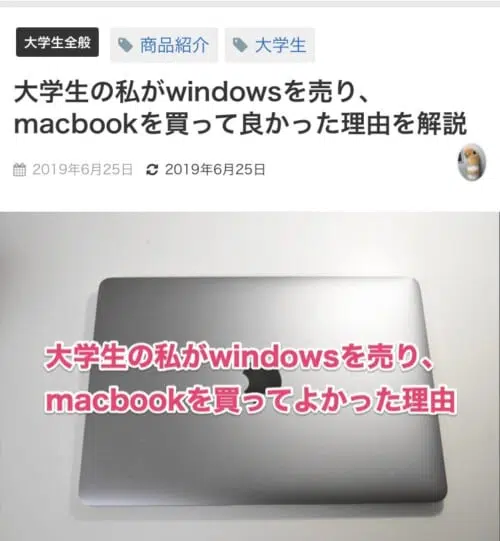 大学生全般
商品紹介
大学生
大学生の私がwindowsを売り、
macbookを買って良かった理由を解説
2019年6月25日 2019年6月25日
大学生の私がwindowsを売り、
macbookを買ってよかった理由